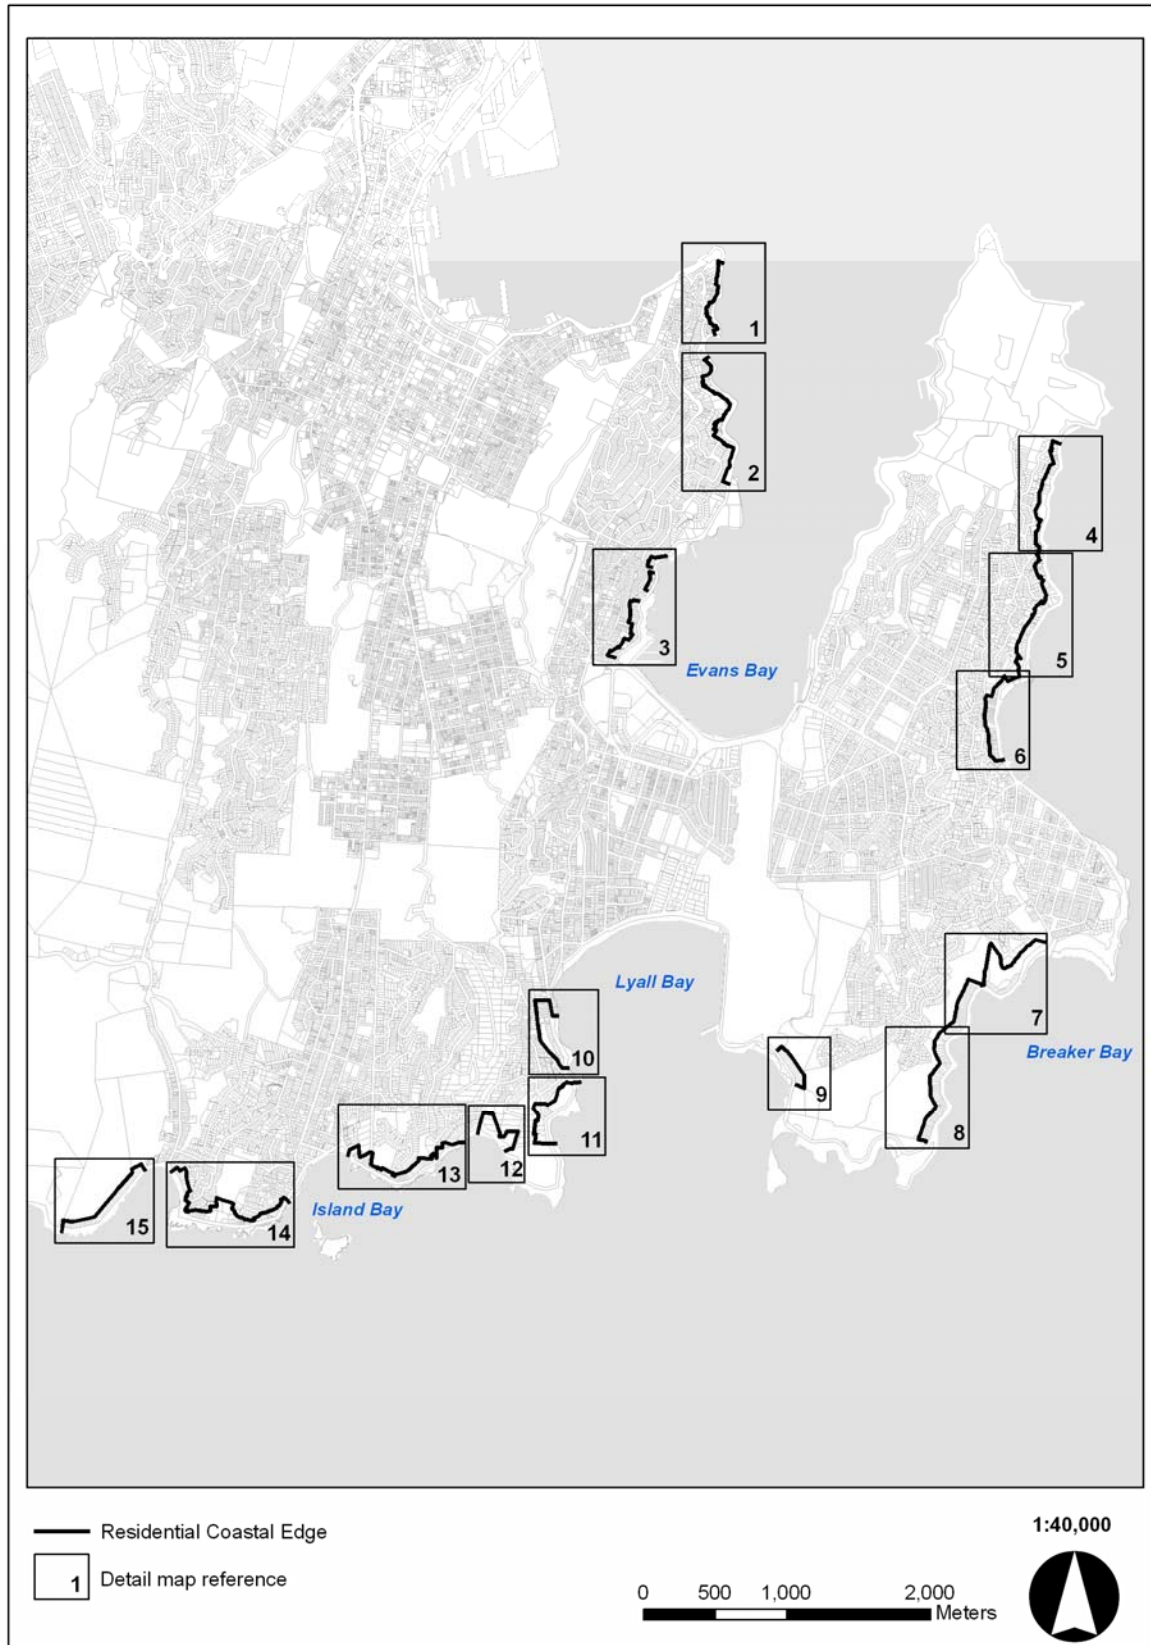 1
2
3
Evans Bay
4
5
6
7
Breaker Bay
8
9
Lyall Bay
10
11
12
13
Island Bay
14
15
Residential Coastal Edge
1 Detail map reference
1:40,000
0 500 1,000 2,000
Meters